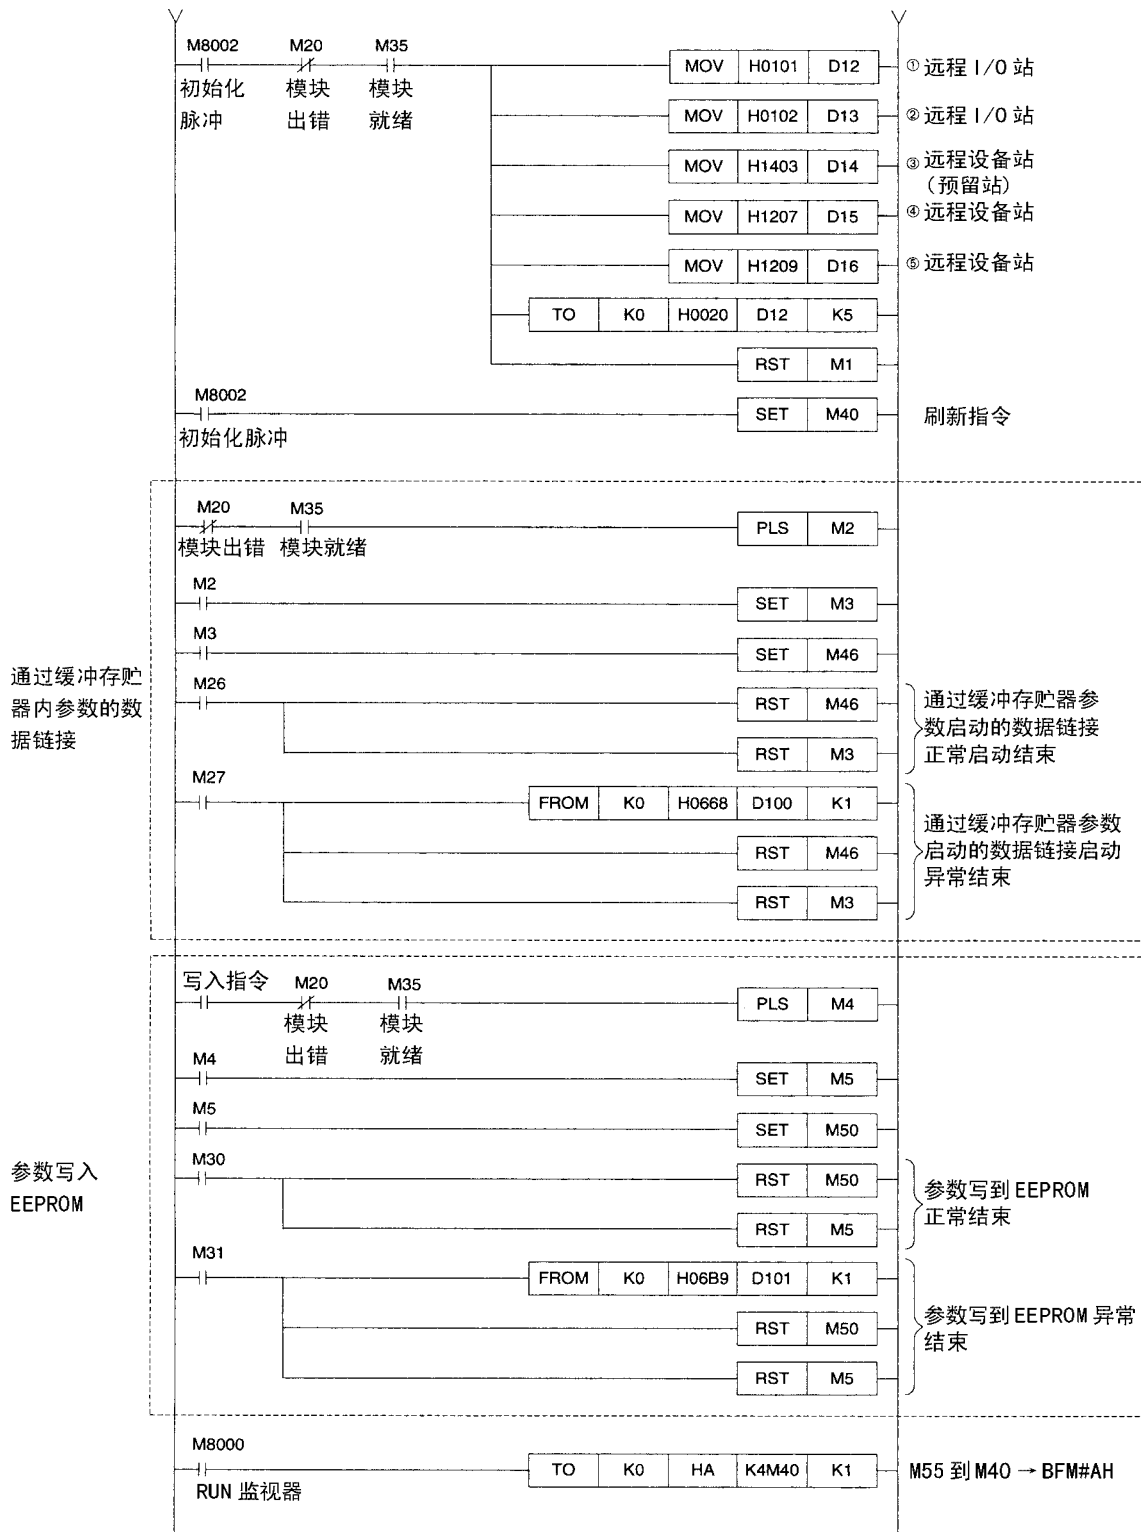 M8002 M20 M35
初始化 模块 模块
脉冲 出错 就绪
MOV H0101 D12 ①远程 I/O 站
MOV H0102 D13 ②远程 I/O 站
MOV H1403 D14 ③远程设备站
(预留站)
MOV H1207 D15 ④远程设备站
MOV H1209 D16 ⑤远程设备站
TO K0 H0020 D12 K5
RST M1
M8002
SET M40 刷新指令
初始化脉冲
M20 M35
PLS M2
模块出错 模块就绪
M2
SET M3
M3
SET M46
通过缓冲存贮
器内参数的数
据链接
M26
RST M46
RST M3
通过缓冲存贮器参
数启动的数据链接
正常启动结束
M27
FROM K0 H0668 D100 K1
RST M46
RST M3
通过缓冲存贮器参数
启动的数据链接启动
异常结束
写入指令 M20 M35
PLS M4
模块 模块
出错 就绪
M4
SET M5
M5
SET M50
参数写入
EEPROM
M30
RST M50
RST M5
参数写到 EEPROM
正常结束
M31
FROM K0 H06B9 D101 K1
RST M50
RST M5
参数写到 EEPROM 异常
结束
M8000
TO K0 HA K4M40 K1 M55 到 M40 → BFM#AH
RUN 监视器